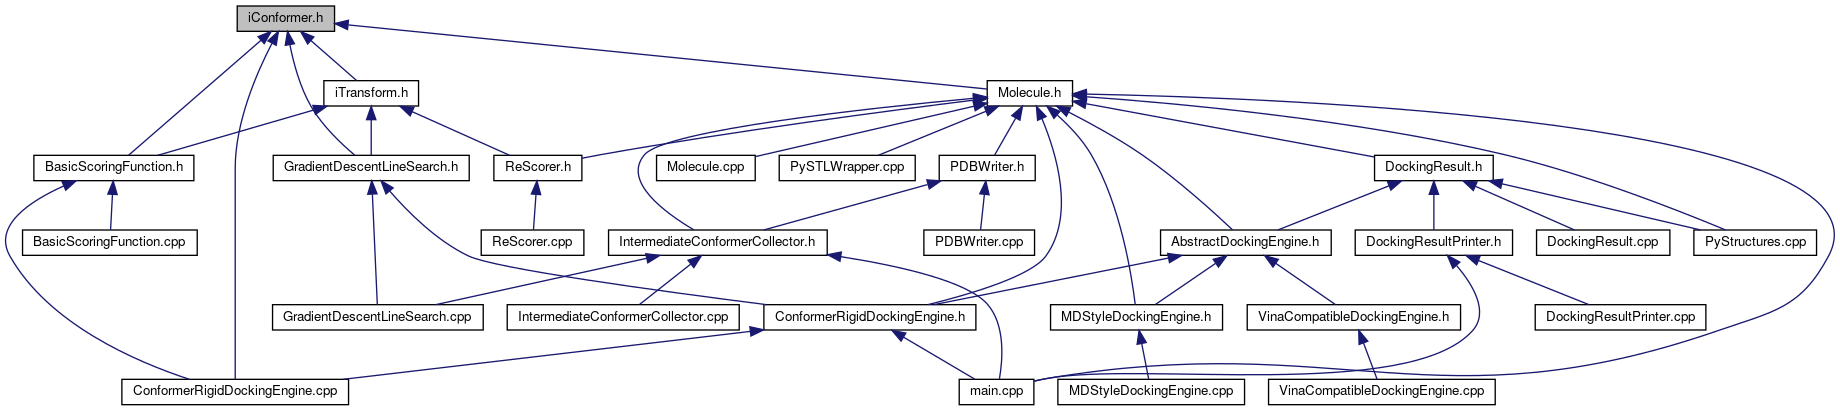 iConformer.h
iTransform.h
Molecule.h
BasicScoringFunction.h
GradientDescentLineSearch.h
ReScorer.h
Molecule.cpp
PySTLWrapper.cpp
PDBWriter.h
DockingResult.h
BasicScoringFunction.cpp
ReScorer.cpp
IntermediateConformerCollector.h
PDBWriter.cpp
AbstractDockingEngine.h
DockingResultPrinter.h
DockingResult.cpp
PyStructures.cpp
GradientDescentLineSearch.cpp
IntermediateConformerCollector.cpp
ConformerRigidDockingEngine.h
MDStyleDockingEngine.h
VinaCompatibleDockingEngine.h
DockingResultPrinter.cpp
ConformerRigidDockingEngine.cpp
main.cpp
MDStyleDockingEngine.cpp
VinaCompatibleDockingEngine.cpp